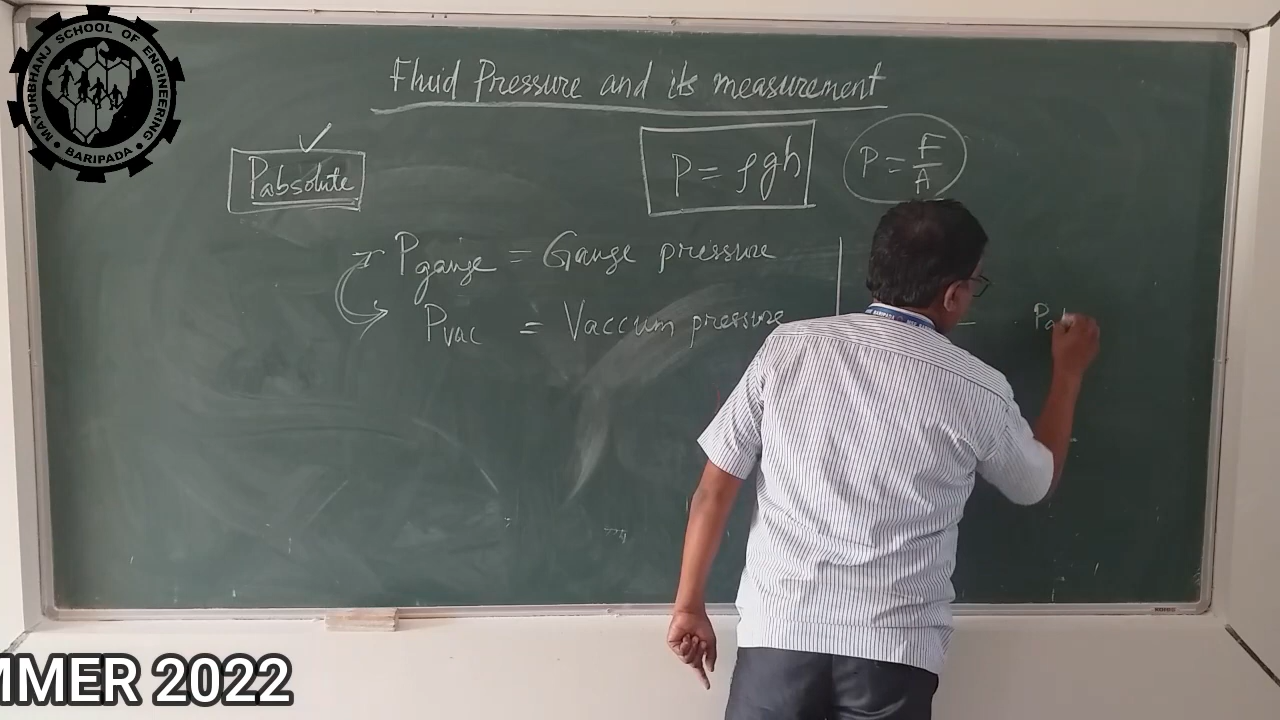 MAYURBHANJ SCHOOL OF ENGINEERING
BARIPADA
Fluid Pressure and its measurement
Pabsolute
P = ρgh
P = F/A
Pgauge = Gauge pressure
Pvac = Vaccum pressure
MMER 2022